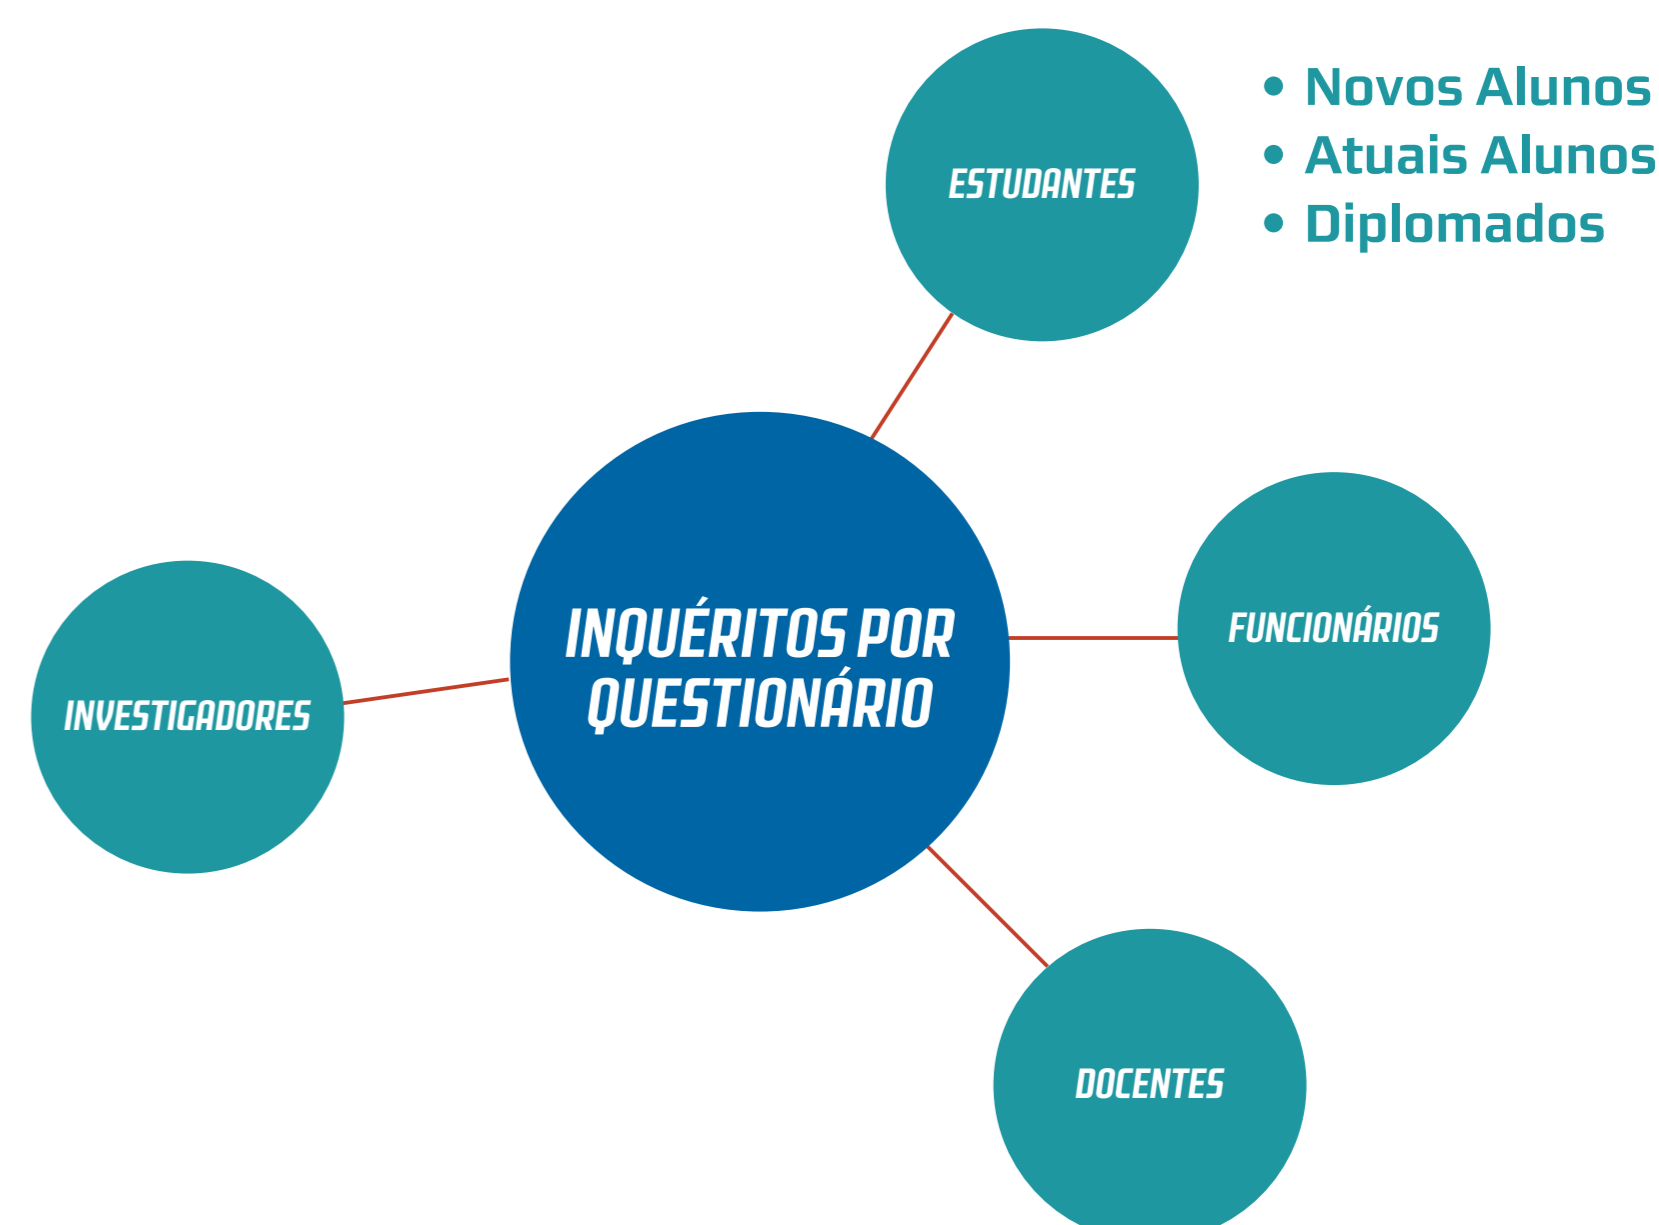 ESTUDANTES
• Novos Alunos
• Atuais Alunos
• Diplomados
INQUÉRITOS POR
QUESTIONÁRIO
FUNCIONÁRIOS
INVESTIGADORES
DOCENTES